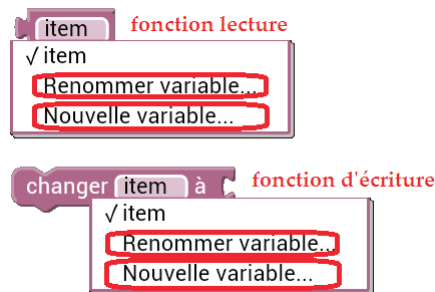 item fonction lecture
√ item
Renommer variable...
Nouvelle variable...
changer item à fonction d'écriture
√ item
Renommer variable...
Nouvelle variable...